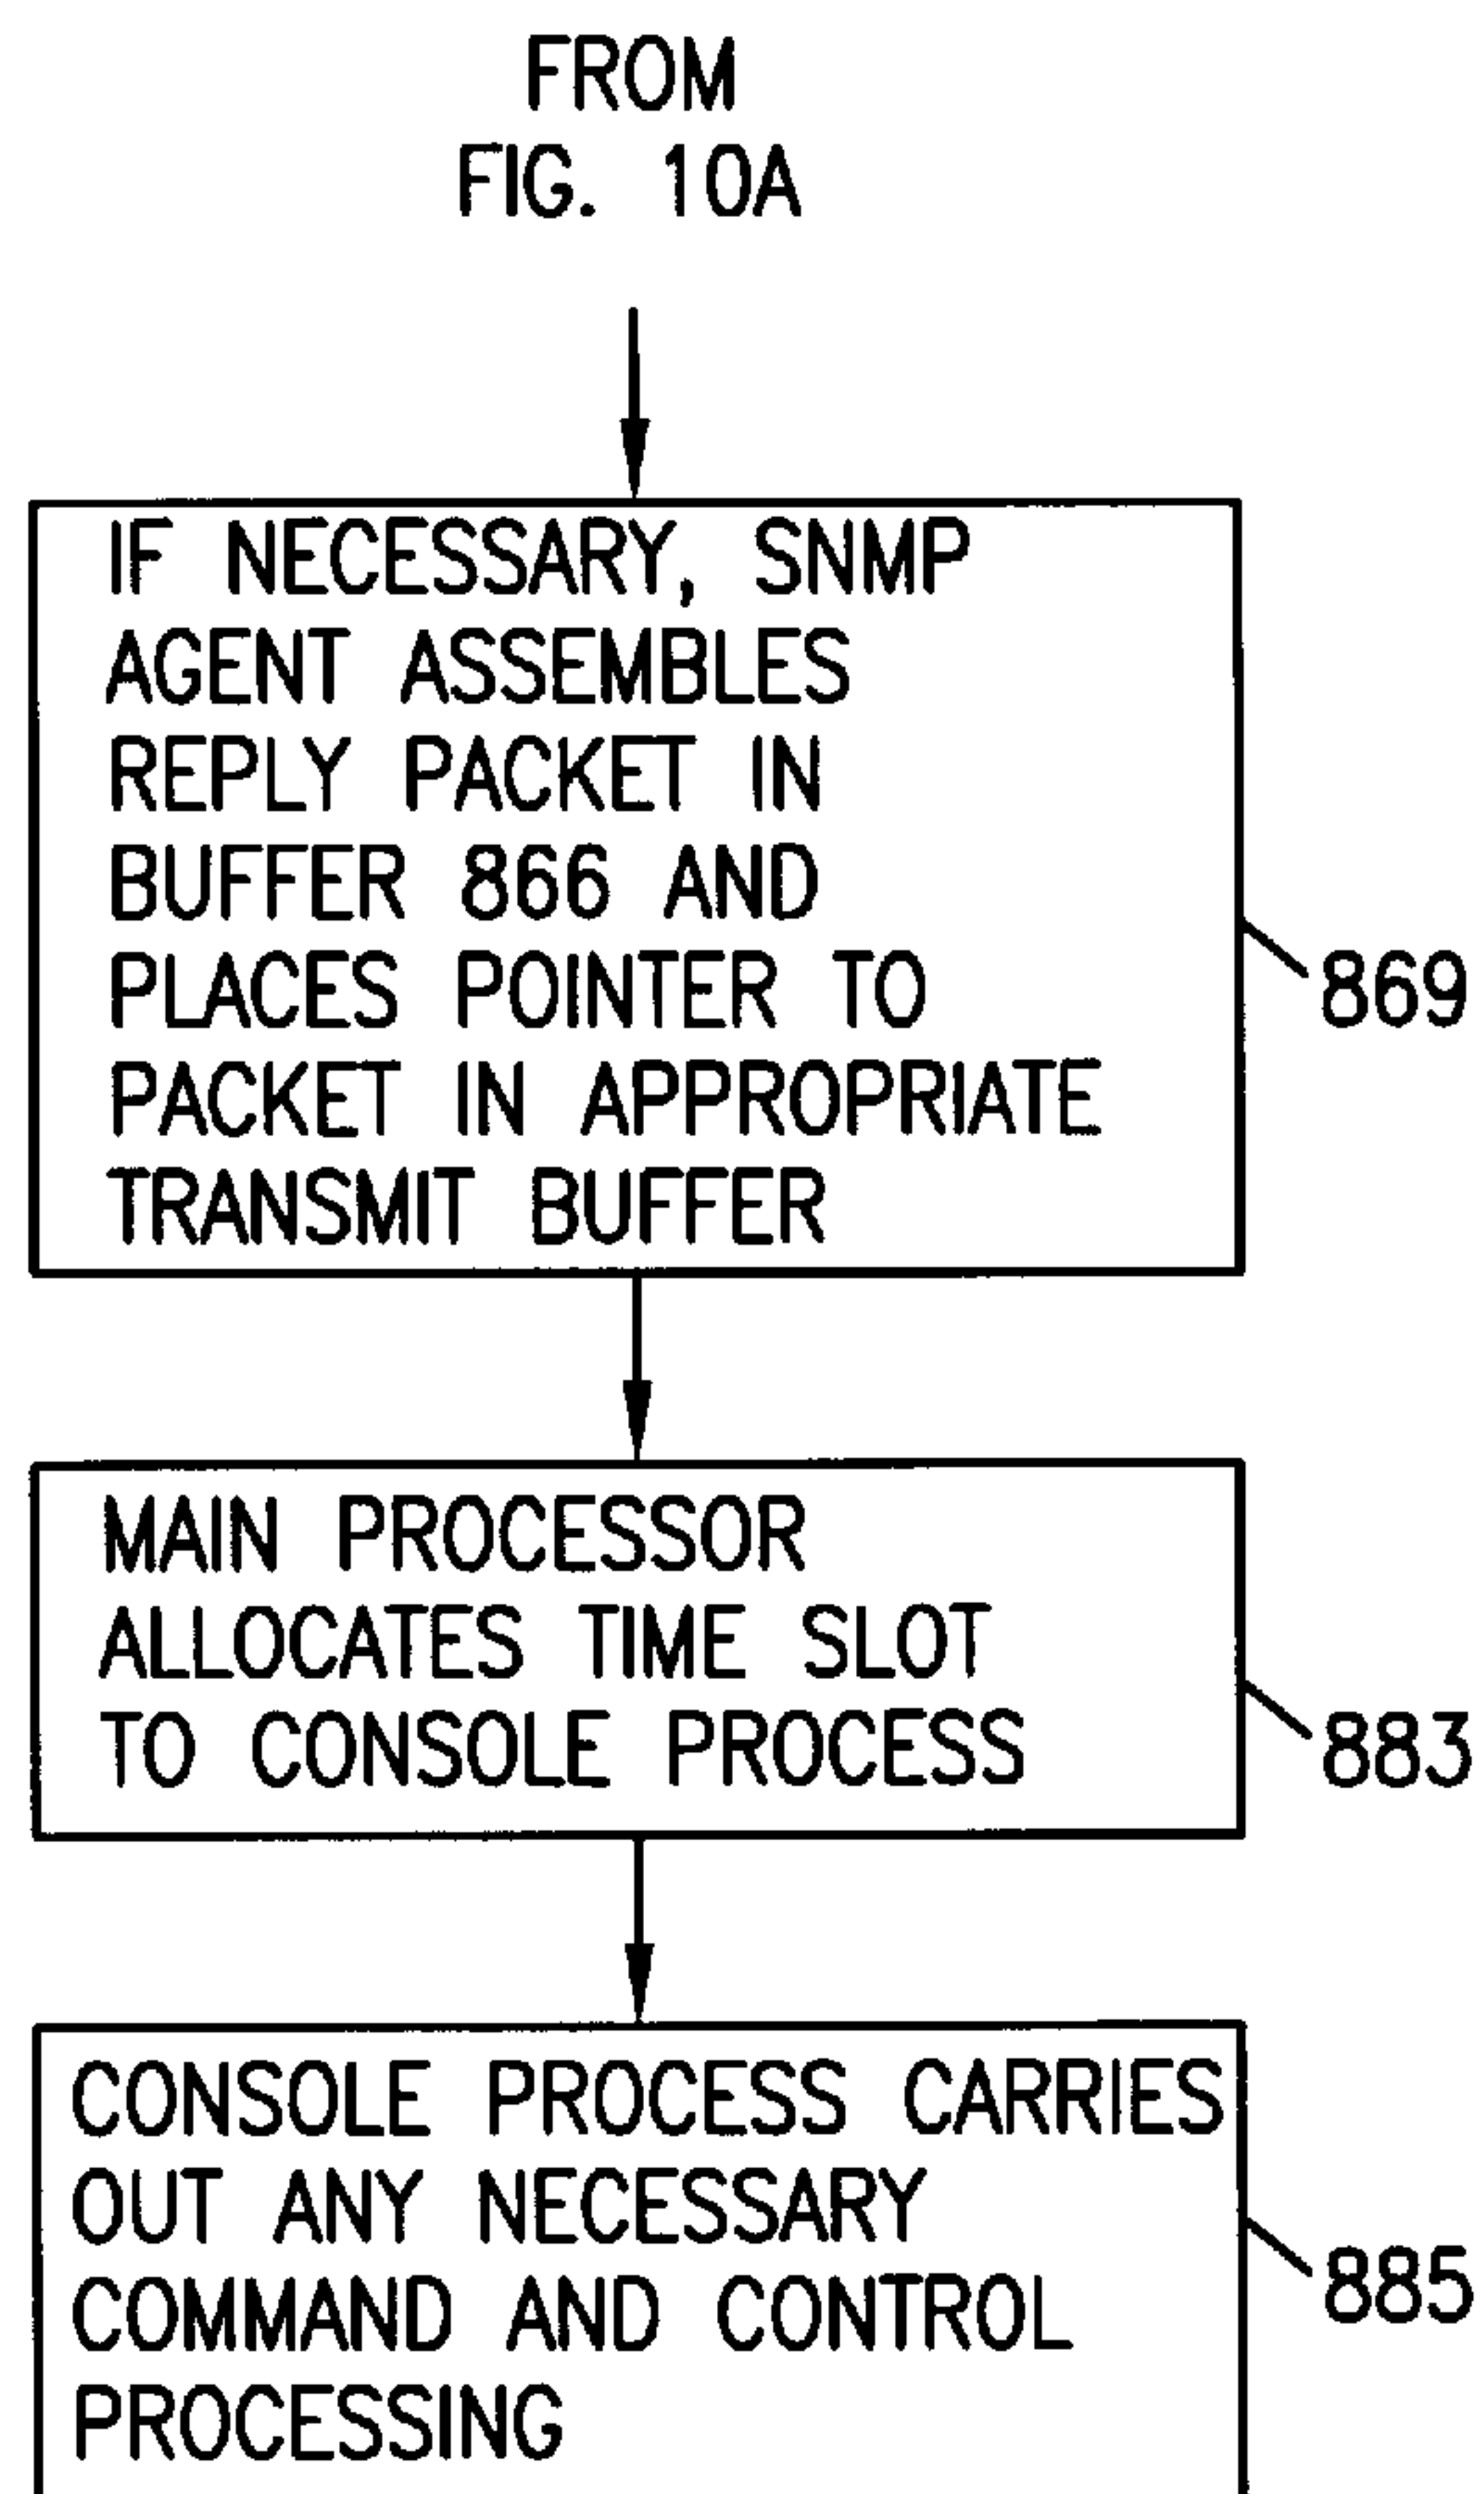 FROM
FIG. 10A
IF NECESSARY, SNMP
AGENT ASSEMBLES
REPLY PACKET IN
BUFFER 866 AND
PLACES POINTER TO
PACKET IN APPROPRIATE
TRANSMIT BUFFER
869
MAIN PROCESSOR
ALLOCATES TIME SLOT
TO CONSOLE PROCESS
883
CONSOLE PROCESS CARRIES
OUT ANY NECESSARY
COMMAND AND CONTROL
PROCESSING
885